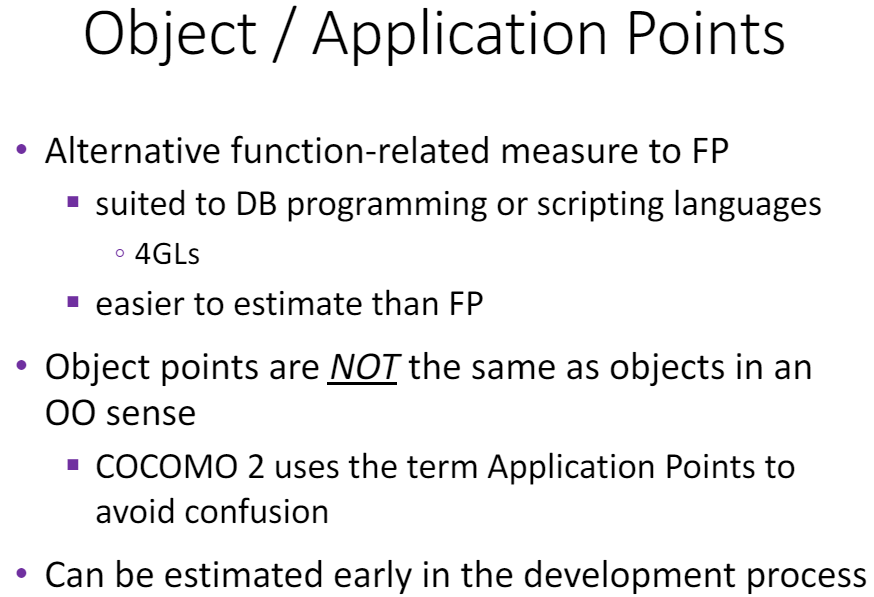 Object / Application Points
• Alternative function-related measure to FP
▪ suited to DB programming or scripting languages
◦ 4GLs
▪ easier to estimate than FP
• Object points are NOT the same as objects in an
OO sense
▪ COCOMO 2 uses the term Application Points to
avoid confusion
• Can be estimated early in the development process